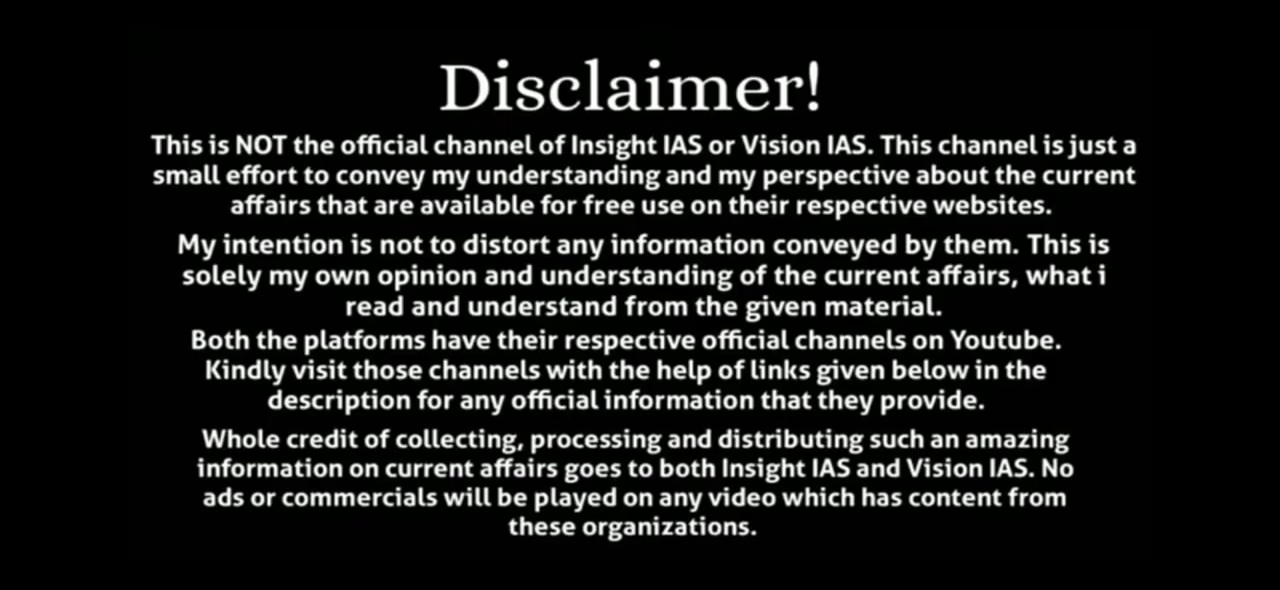 Disclaimer!
This is NOT the official channel of Insight IAS or Vision IAS. This channel is just a
small effort to convey my understanding and my perspective about the current
affairs that are available for free use on their respective websites.
My intention is not to distort any information conveyed by them. This is
solely my own opinion and understanding of the current affairs, what i
read and understand from the given material.
Both the platforms have their respective official channels on Youtube.
Kindly visit those channels with the help of links given below in the
description for any official information that they provide.
Whole credit of collecting, processing and distributing such an amazing
information on current affairs goes to both Insight IAS and Vision IAS. No
ads or commercials will be played on any video which has content from
these organizations.